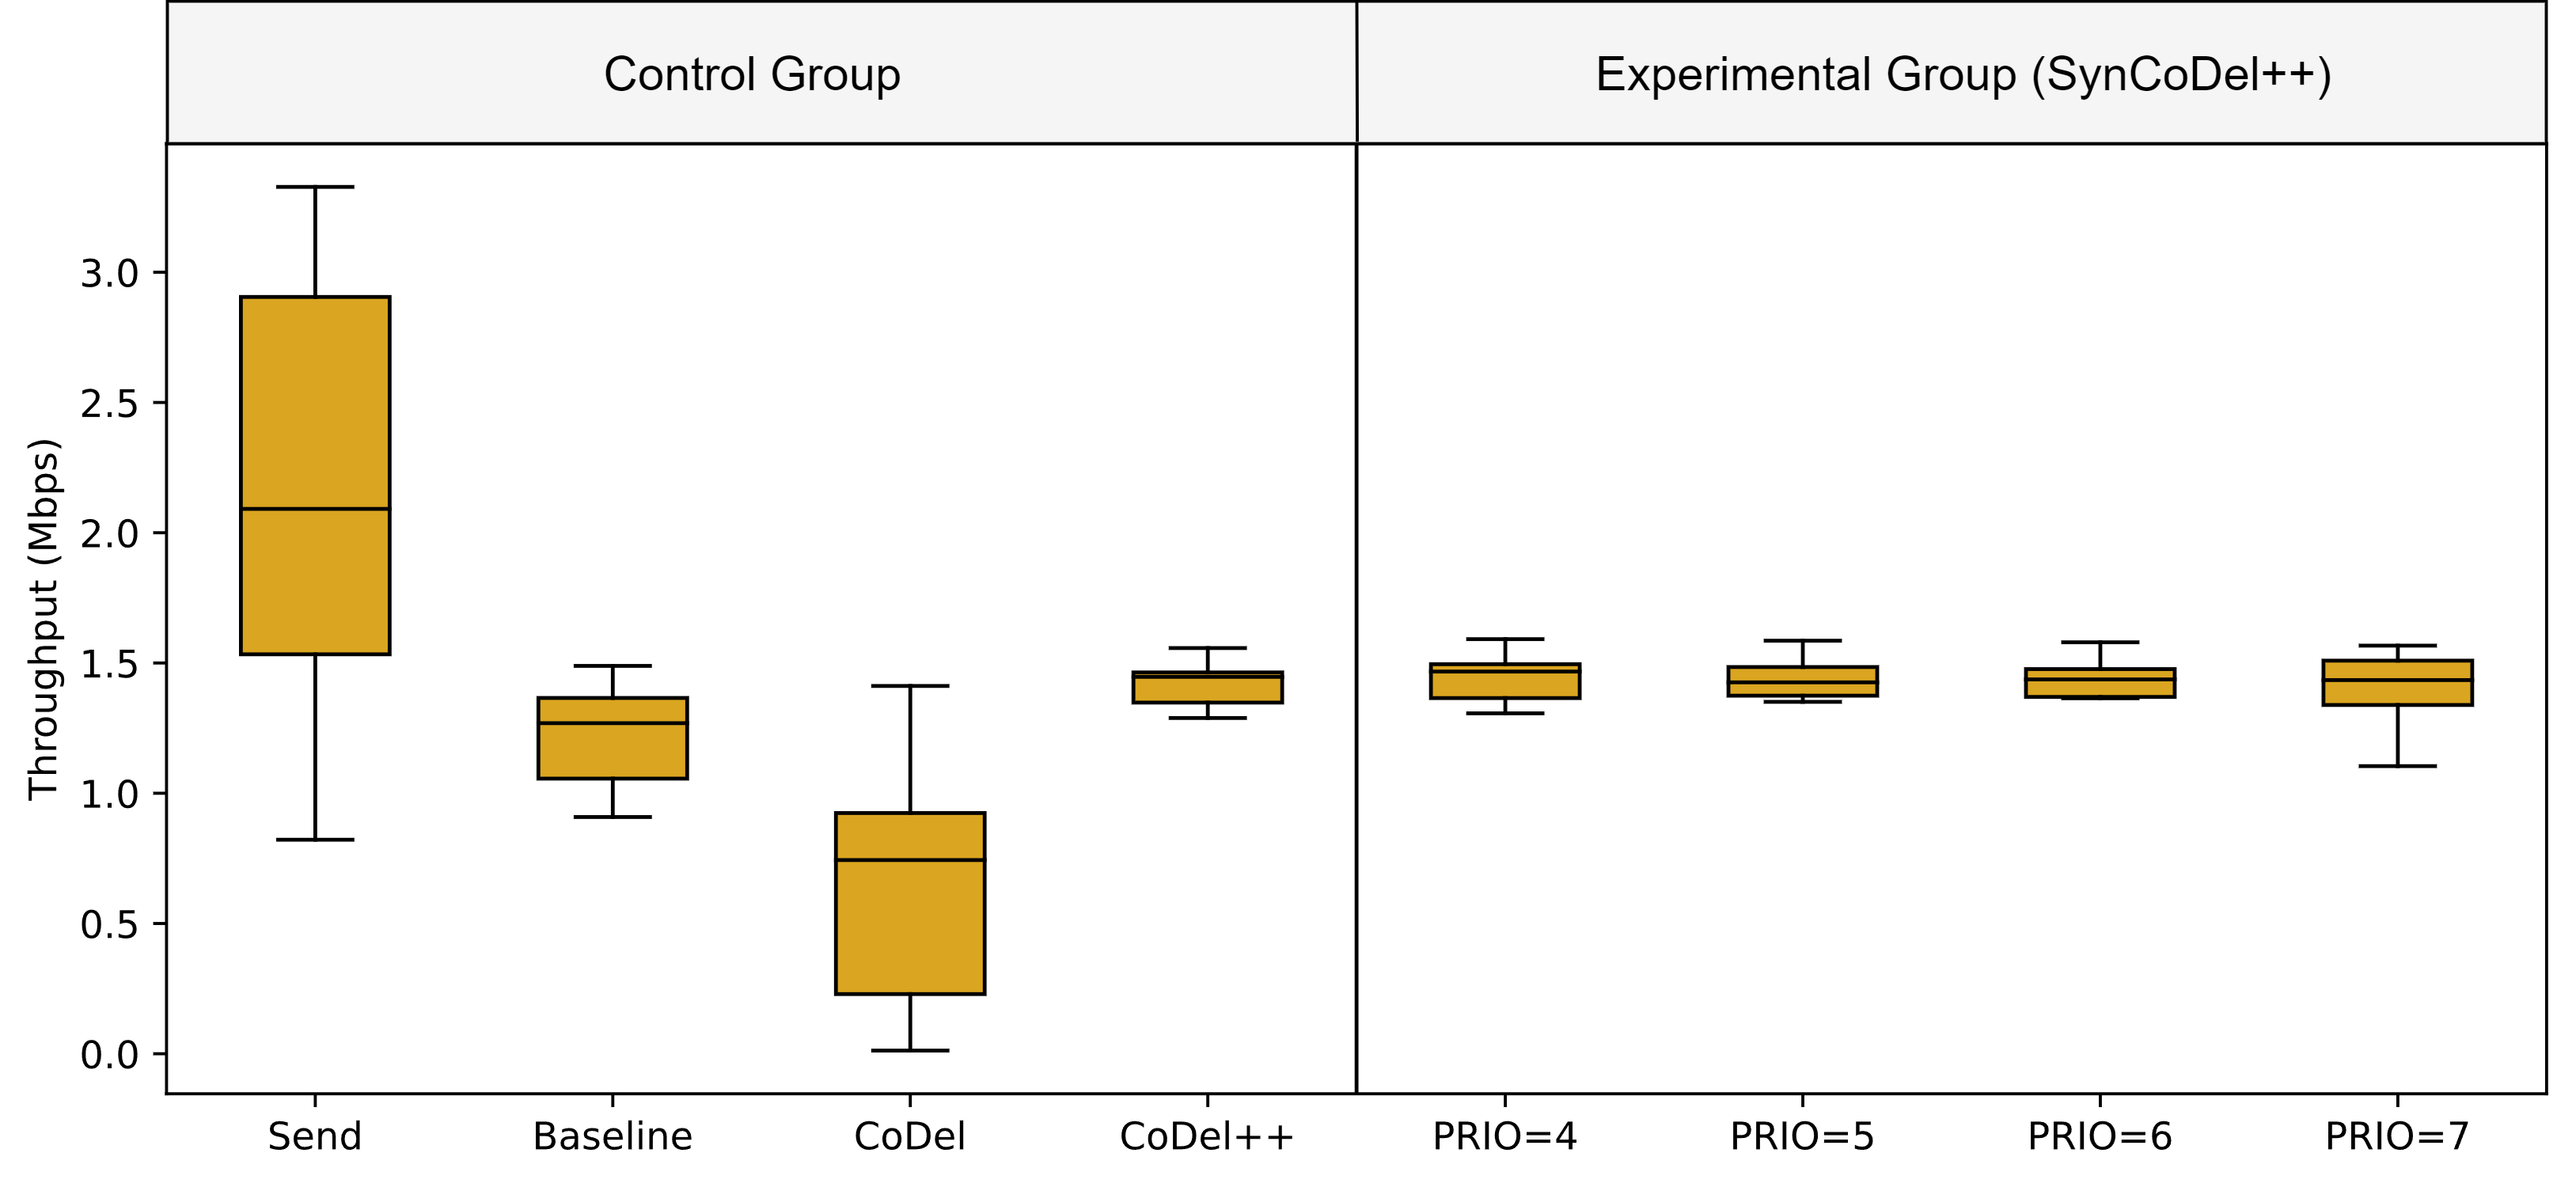 Control Group
Experimental Group (SynCoDel++)
Throughput (Mbps)
3.0
2.5
2.0
1.5
1.0
0.5
0.0
Send
Baseline
CoDel
CoDel++
PRIO=4
PRIO=5
PRIO=6
PRIO=7